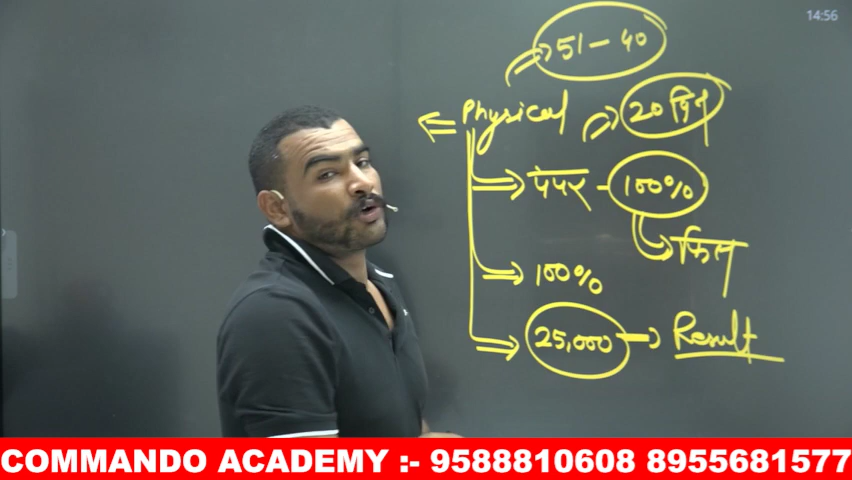 14:56
51-40
Physical
20 दिन
पेपर - 100%
100%
25,000
Result
COMMANDO ACADEMY :- 9588810608 8955681577